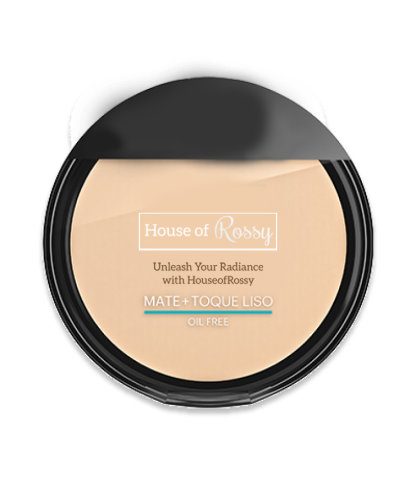 House of Rossy
Unleash Your Radiance
with HouseofRossy
MATE + TOQUE LISO
OIL FREE